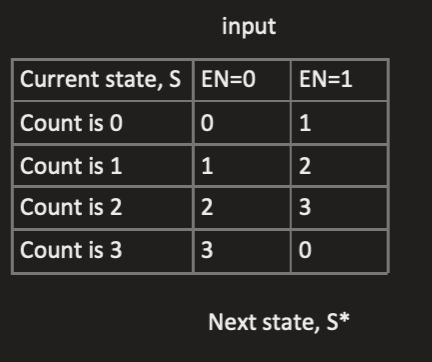 input
Current state, S EN=0 EN=1
Count is 0 0 1
Count is 1 1 2
Count is 2 2 3
Count is 3 3 0
Next state, S*